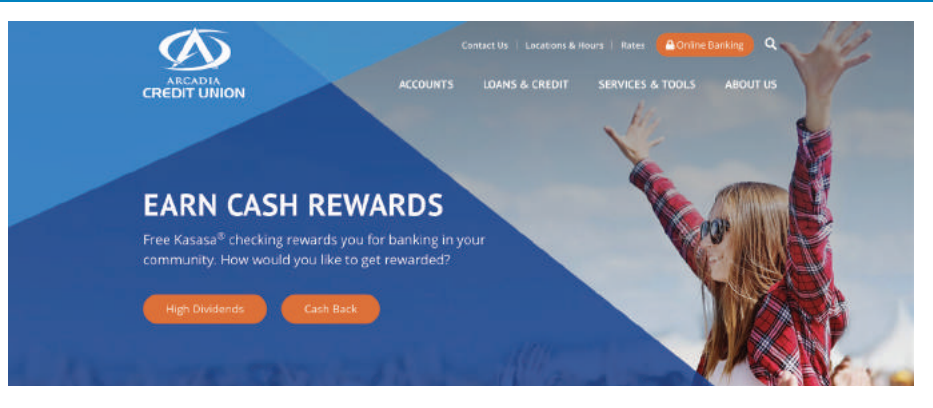 Contact Us | Locations & Hours | Rates Online Banking
ARCADIA
CREDIT UNION
ACCOUNTS LOANS & CREDIT SERVICES & TOOLS ABOUT US
EARN CASH REWARDS
Free Kasasa® checking rewards you for banking in your
community. How would you like to get rewarded?
High Dividends Cash Back